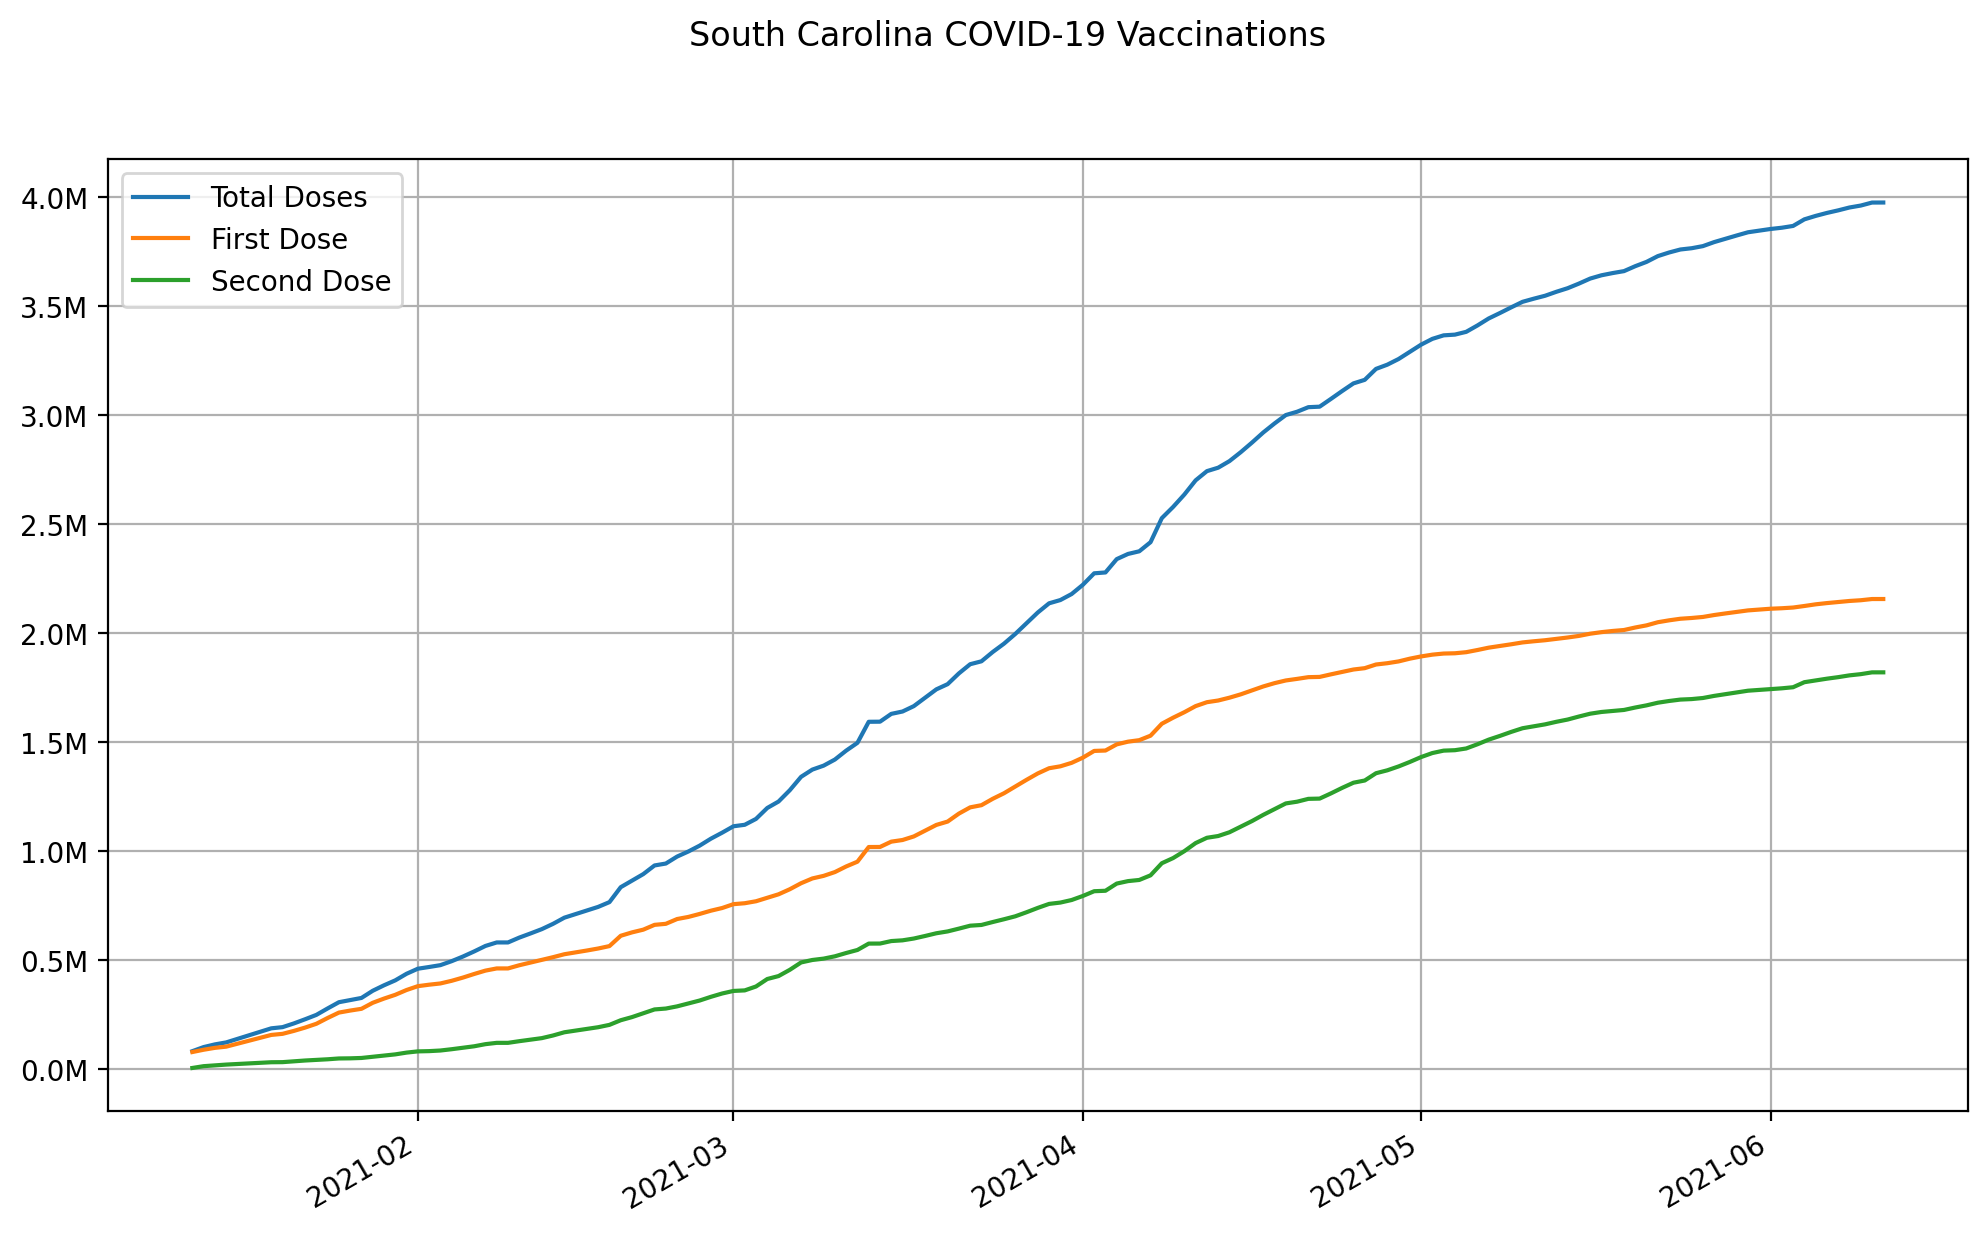 South Carolina COVID-19 Vaccinations
Total Doses
First Dose
Second Dose
4.0M
3.5M
3.0M
2.5M
2.0M
1.5M
1.0M
0.5M
0.0M
2021-02
2021-03
2021-04
2021-05
2021-06